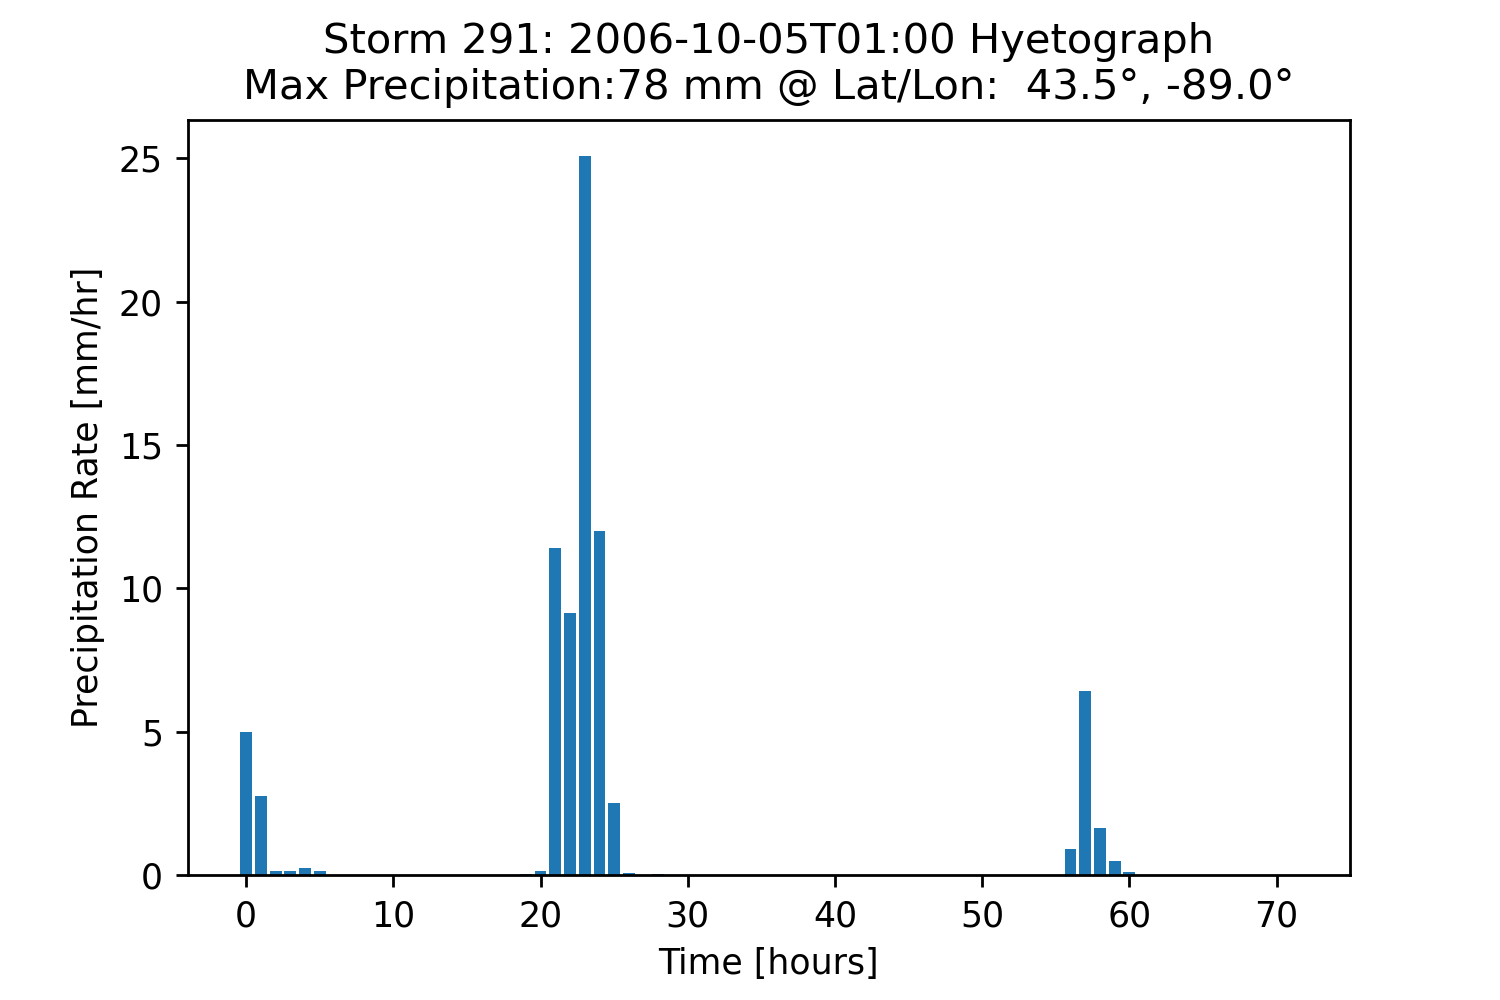 Storm 291: 2006-10-05T01:00 Hyetograph
Max Precipitation:78 mm @ Lat/Lon:  43.5°, -89.0°
25
20
15
10
5
0
Precipitation Rate [mm/hr]
0 10 20 30 40 50 60 70
Time [hours]